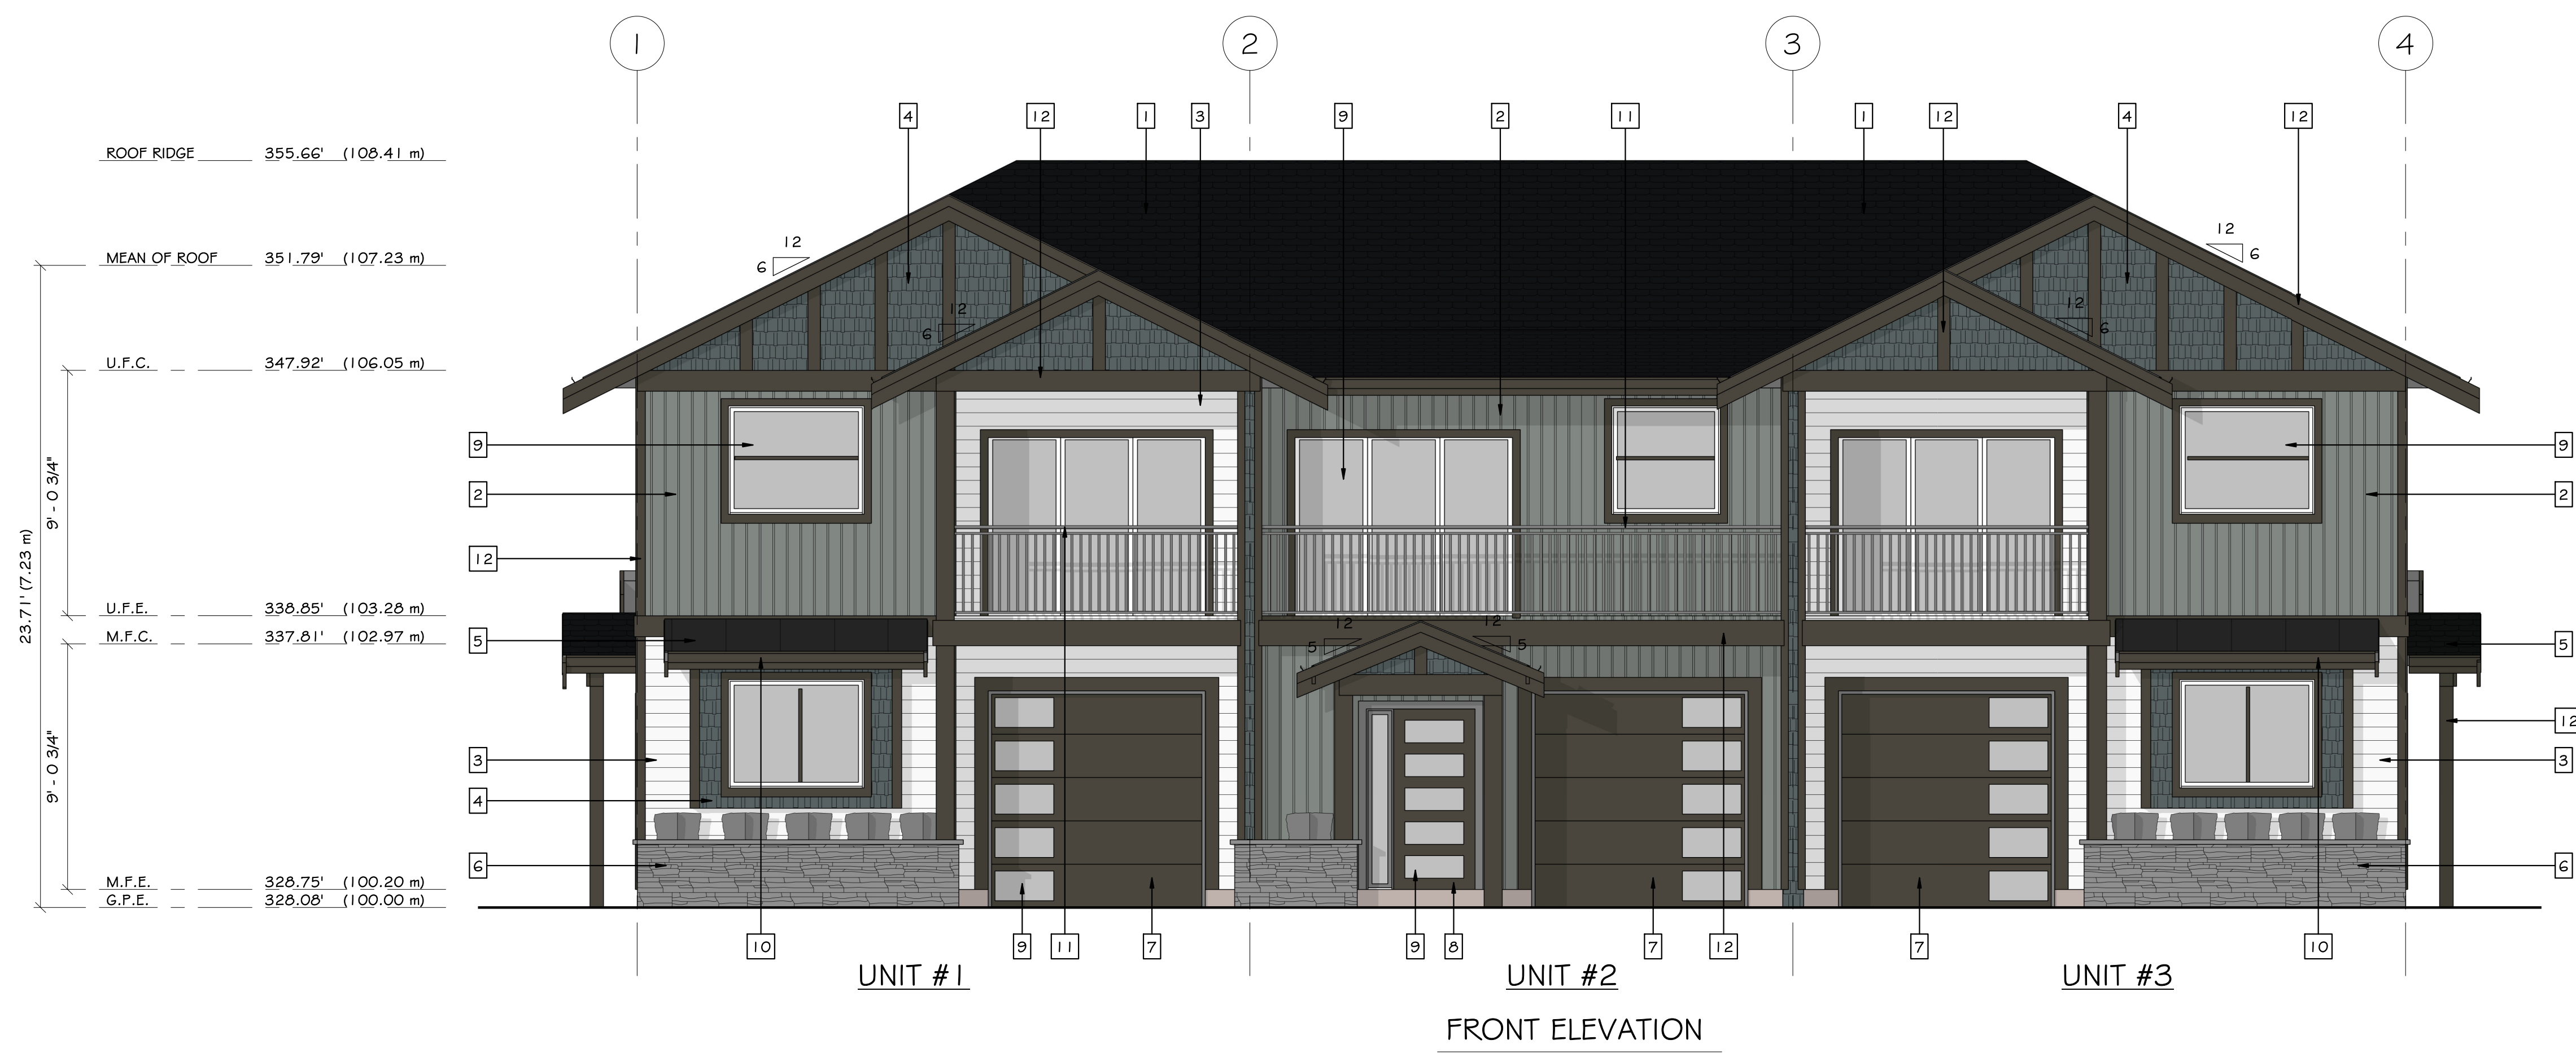 1 2 3 4
4 12 1 3 9 2 11 1 12 4 12
ROOF RIDGE 355.66' (108.41 m)
12
6
12
6
MEAN OF ROOF 351.79' (107.23 m)
12
6
12
6
U.F.C. 347.92' (106.05 m)
9 9
2 2
9' - 0 3/4"
12
23.71' (7.23 m)
U.F.E. 338.85' (103.28 m)
M.F.C. 337.81' (102.97 m)
5 5
12
5
12
5
12
9' - 0 3/4"
3 3
4
6 6
M.F.E. 328.75' (100.20 m)
G.P.E. 328.08' (100.00 m)
10 9 11 7 9 8 7 12 7 10
UNIT #1 UNIT #2 UNIT #3
FRONT ELEVATION